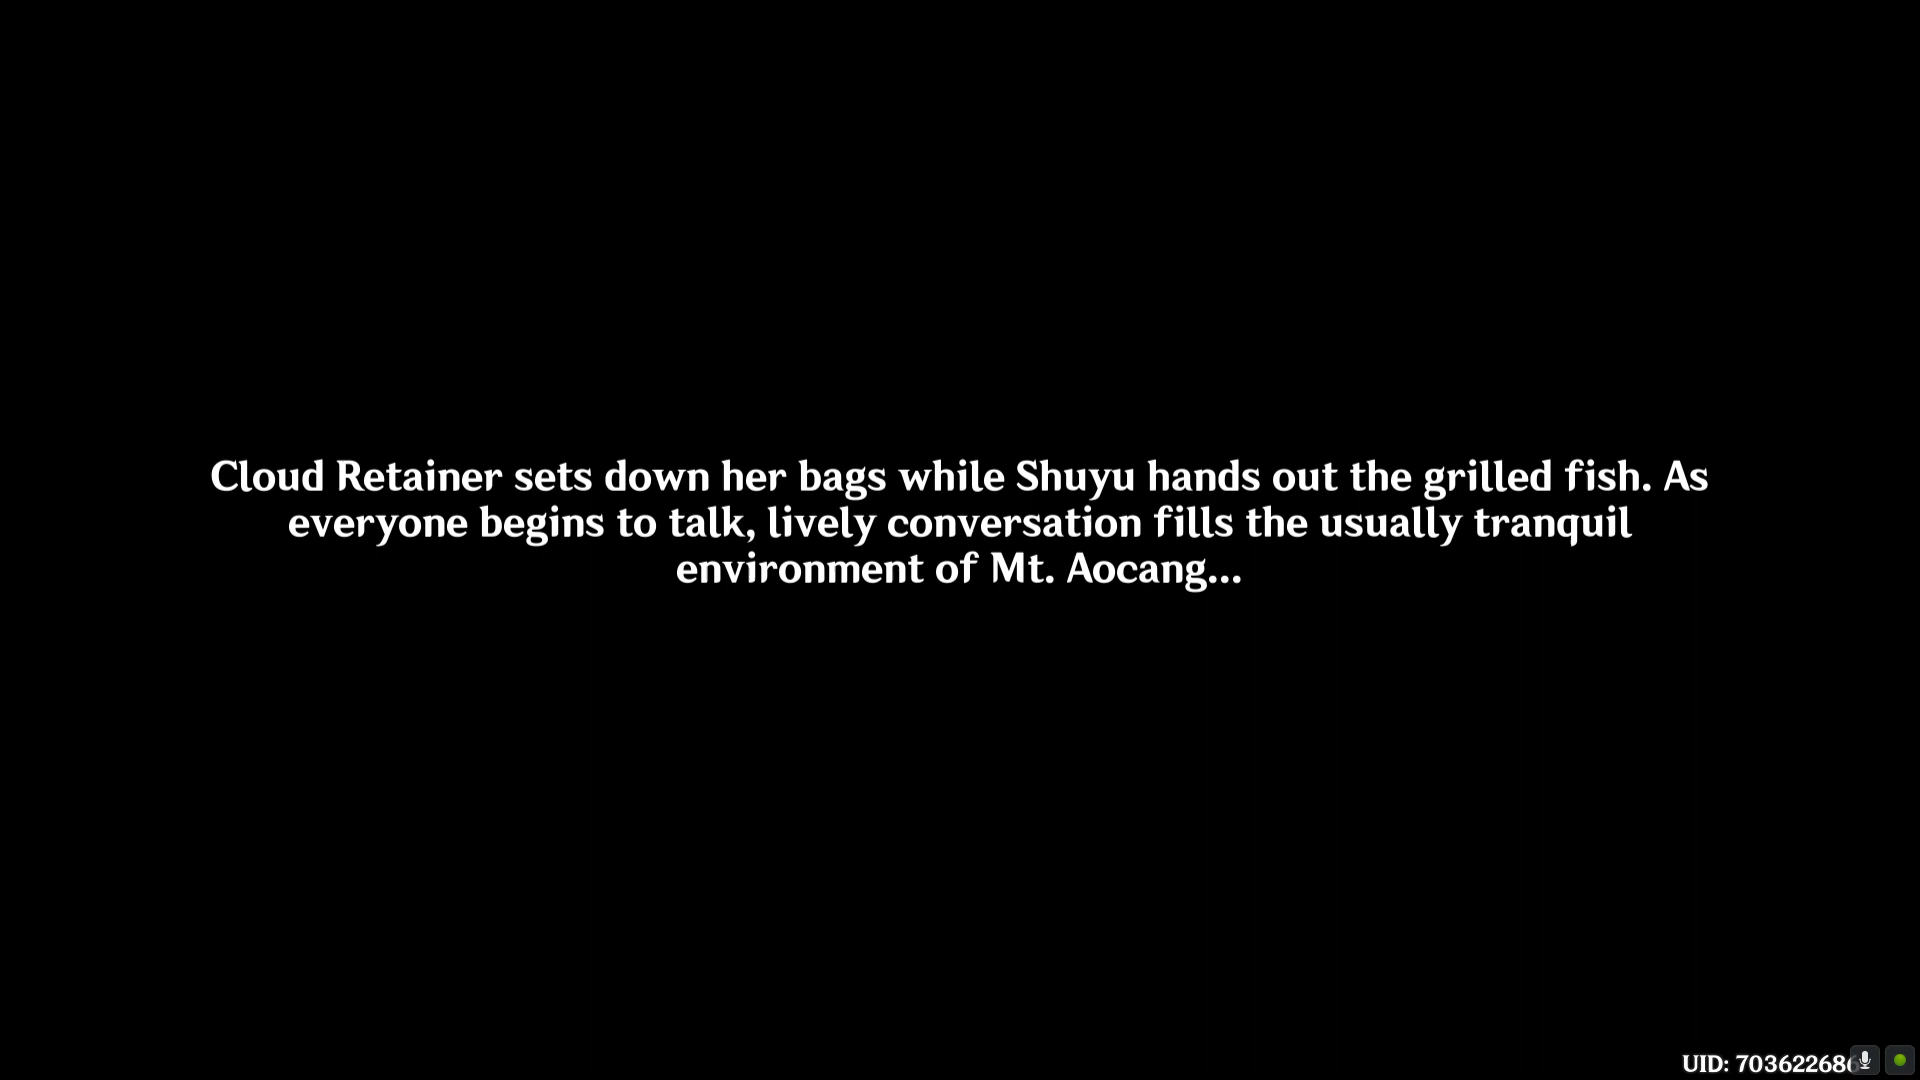 Cloud Retainer sets down her bags while Shuyu hands out the grilled fish. As
everyone begins to talk, lively conversation fills the usually tranquil
environment of Mt. Aocang...
UID: 703622686